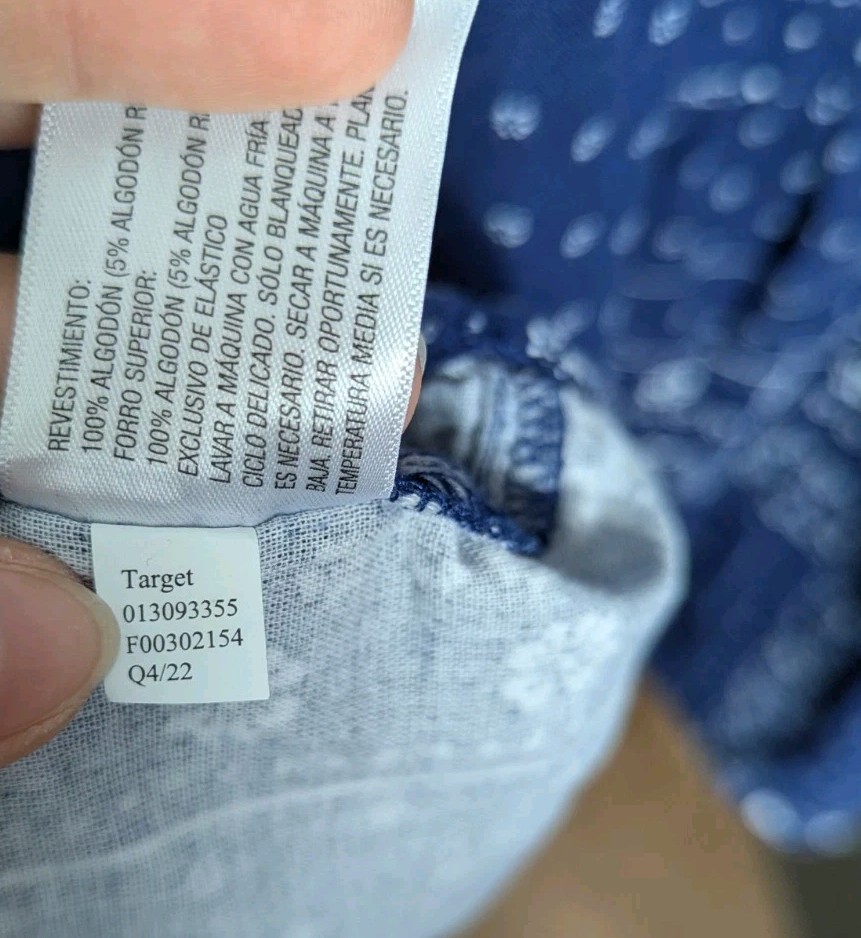 REVESTIMIENTO:
100% ALGODÓN (5% ALGODÓN
FORRO SUPERIOR:
100% ALGODÓN (5% ALGODÓN
EXCLUSIVO DE ELÁSTICO
LAVAR A MÁQUINA CON AGUA FRÍA
CICLO DELICADO. SÓLO
ES NECESARIO. SECAR A MÁQUINA A
BAJA RETIRAR OPORTUNAMENTE.
TEMPERATURA MEDIA SI ES NECESARIO.
Target
013093355
F00302154
Q4/22